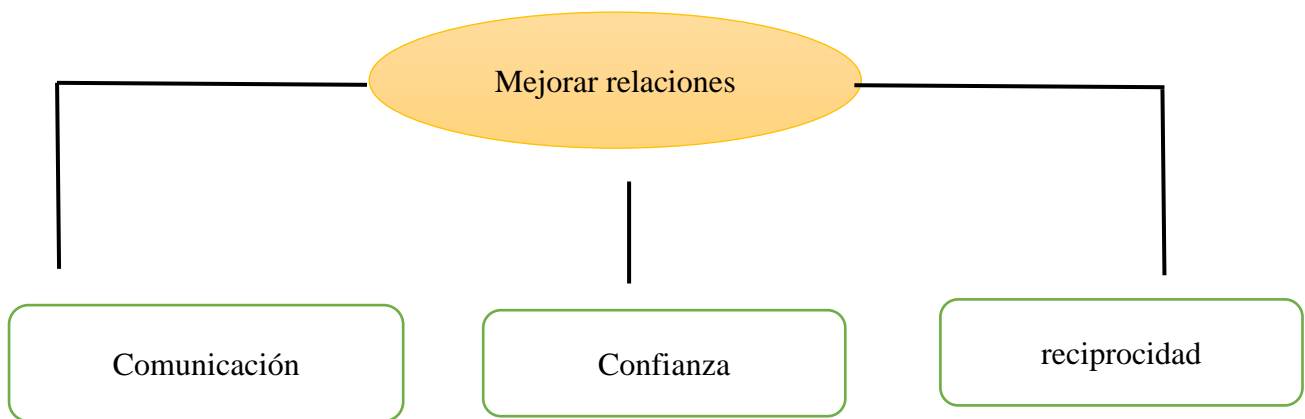 Mejorar relaciones
Comunicación
Confianza
reciprocidad